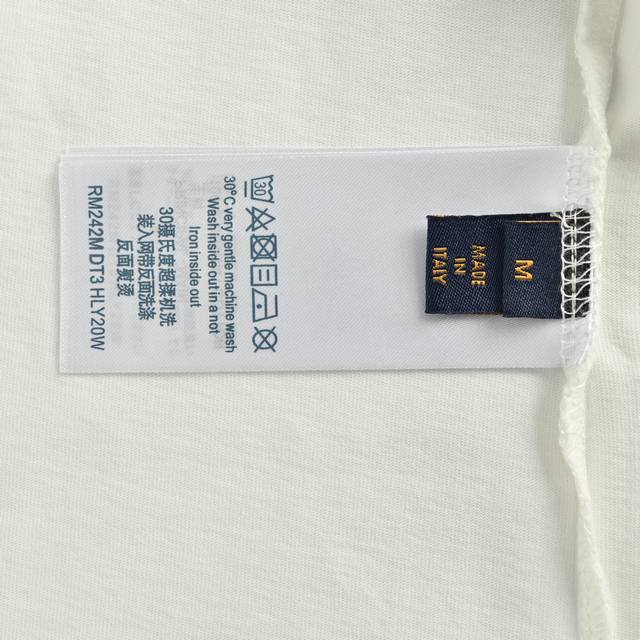 30
30°C very gentle machine wash
Wash inside out in a not
Iron inside out
30摄氏度超揉机洗
装入网带反面洗涤
反面熨烫
RM242M DT3 HLY20W
M
MADE
IN
ITALY